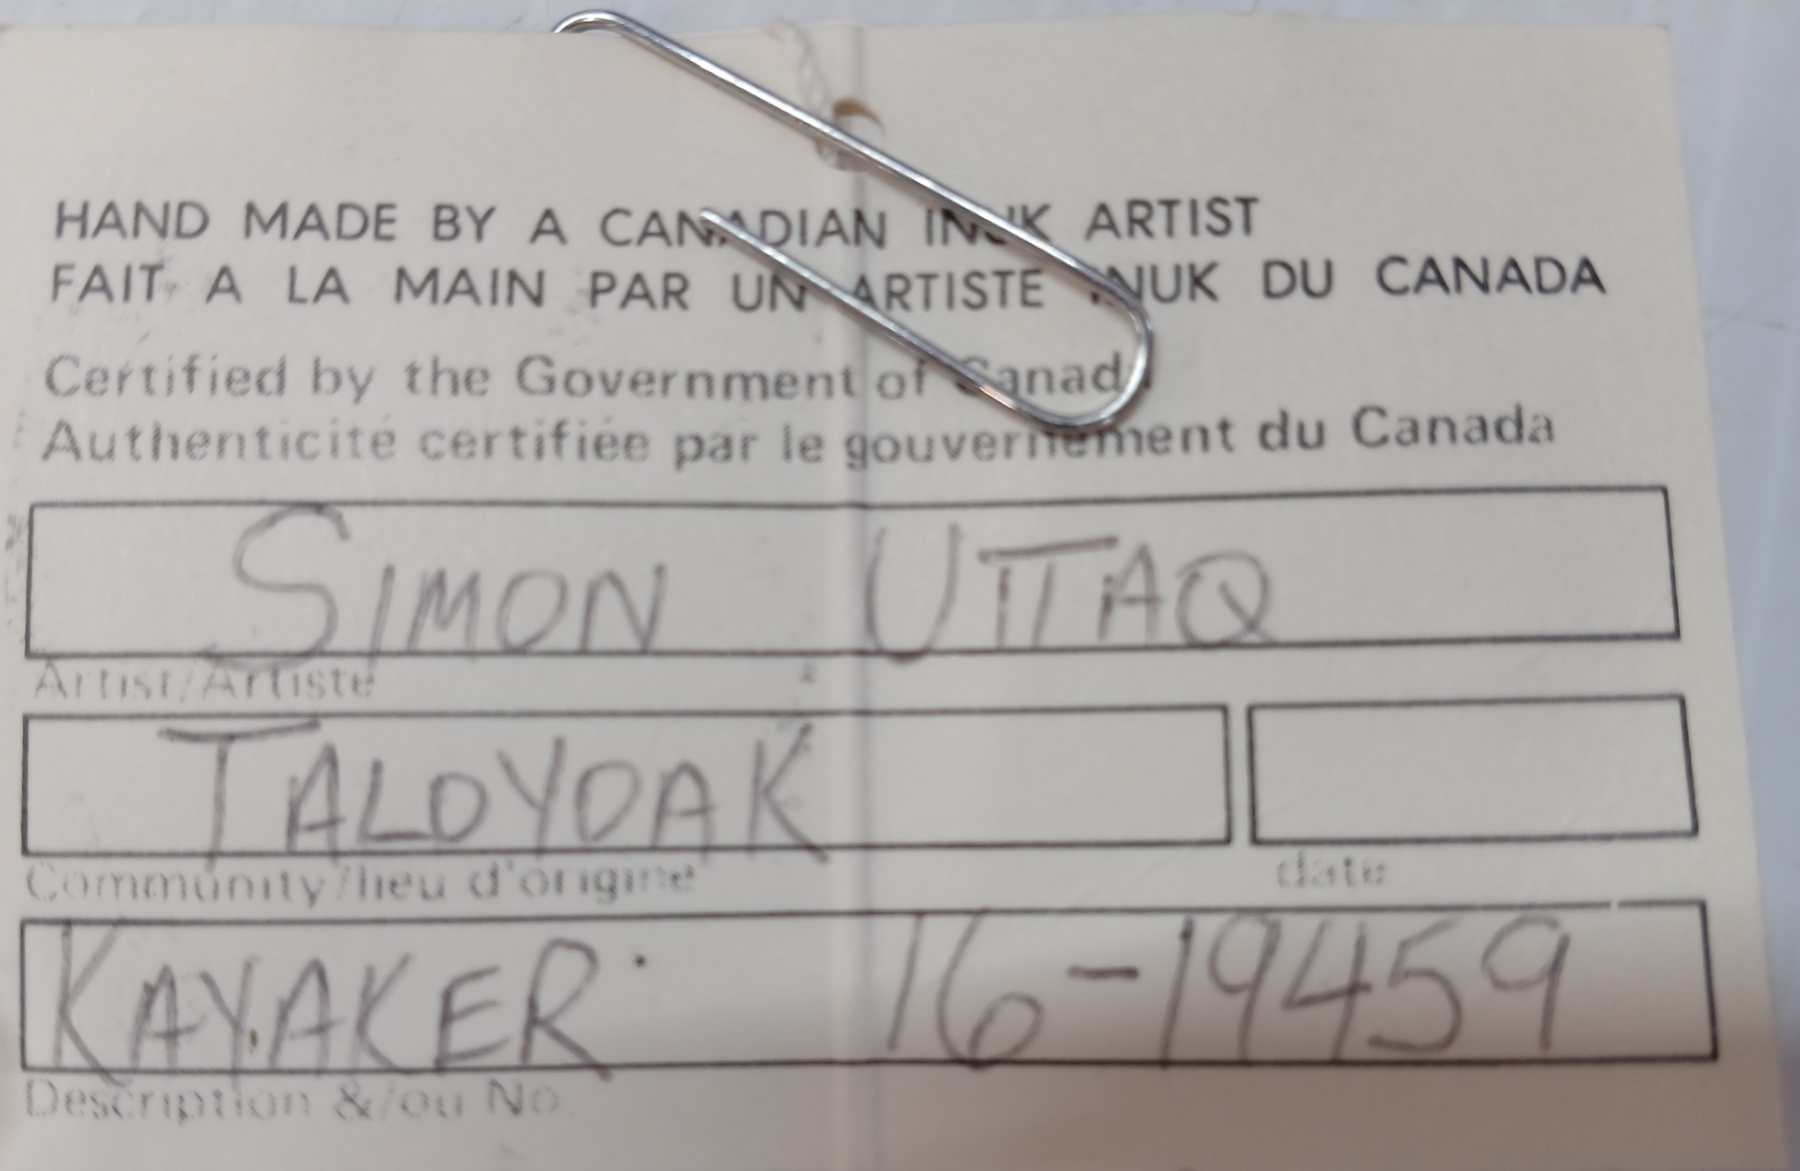 HAND MADE BY A CANADIAN INUK ARTIST
FAIT A LA MAIN PAR UN ARTISTE INUK DU CANADA
Certified by the Government of Canada
Authenticité certifiée par le gouvernement du Canada
SIMON UTTAQ
Artist/Artiste
TALOYOAK
Community/lieu d'origine
date
KAYAKER 16-19459
Description &/ou No